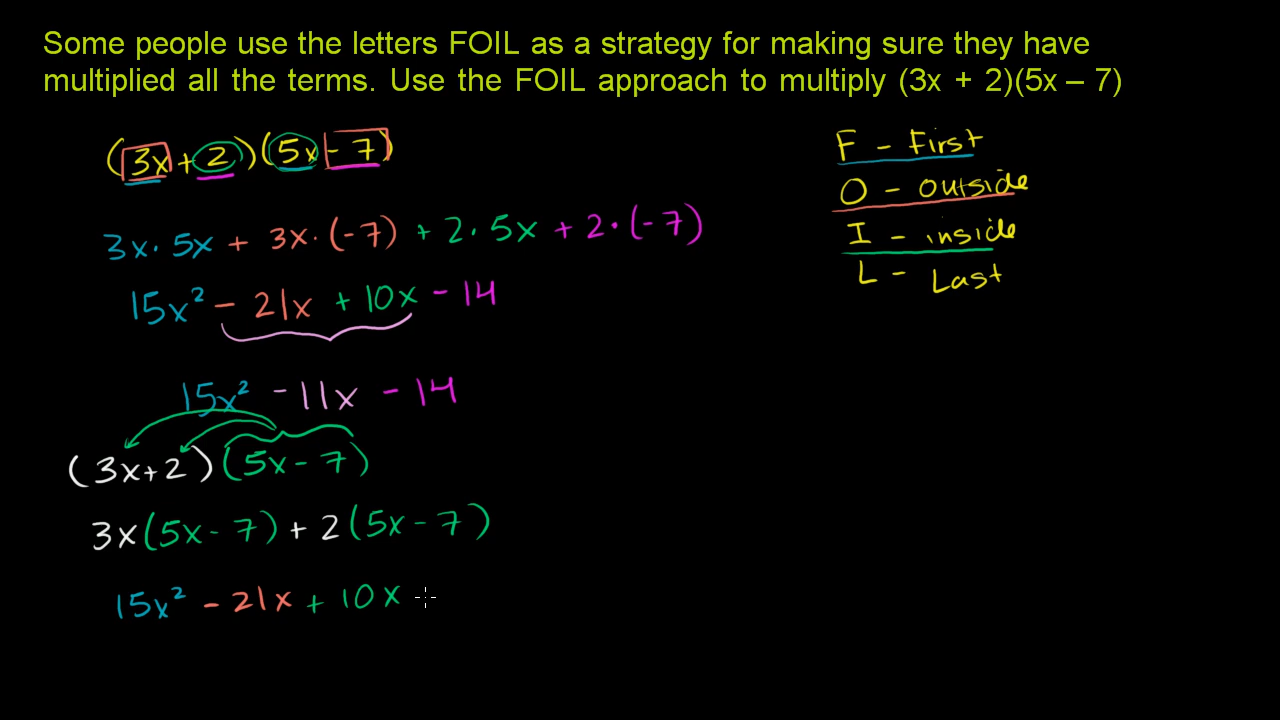 Some people use the letters FOIL as a strategy for making sure they have
multiplied all the terms. Use the FOIL approach to multiply (3x + 2)(5x – 7)
(3x+2)(5x-7)
3x·5x + 3x·(-7) + 2·5x + 2·(-7)
15x² - 21x + 10x - 14
15x² - 11x - 14
(3x+2)(5x-7)
3x(5x-7) + 2(5x-7)
15x² - 21x + 10x
F - First
O - outside
I - inside
L - Last